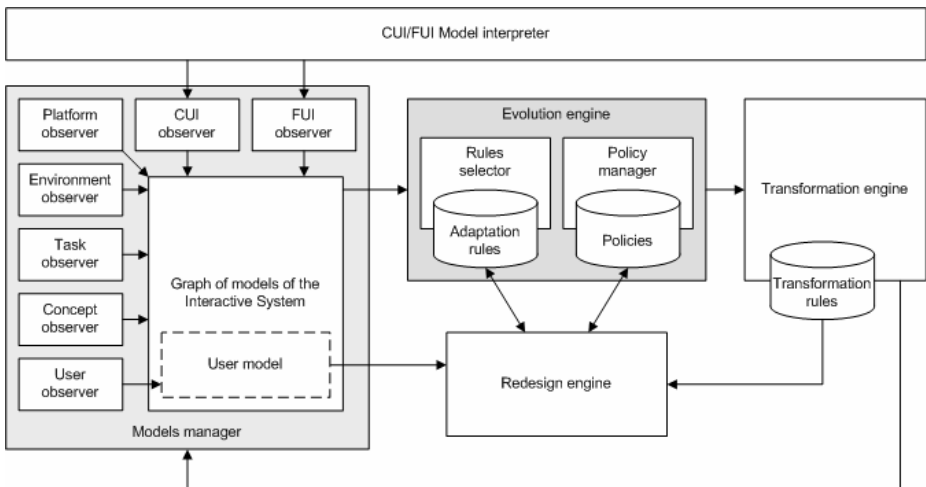 CUI/FUI Model interpreter
Platform
observer
CUI
observer
FUI
observer
Environment
observer
Task
observer
Concept
observer
User
observer
Graph of models of the
Interactive System
User model
Models manager
Evolution engine
Rules
selector
Adaptation
rules
Policy
manager
Policies
Transformation engine
Transformation
rules
Redesign engine